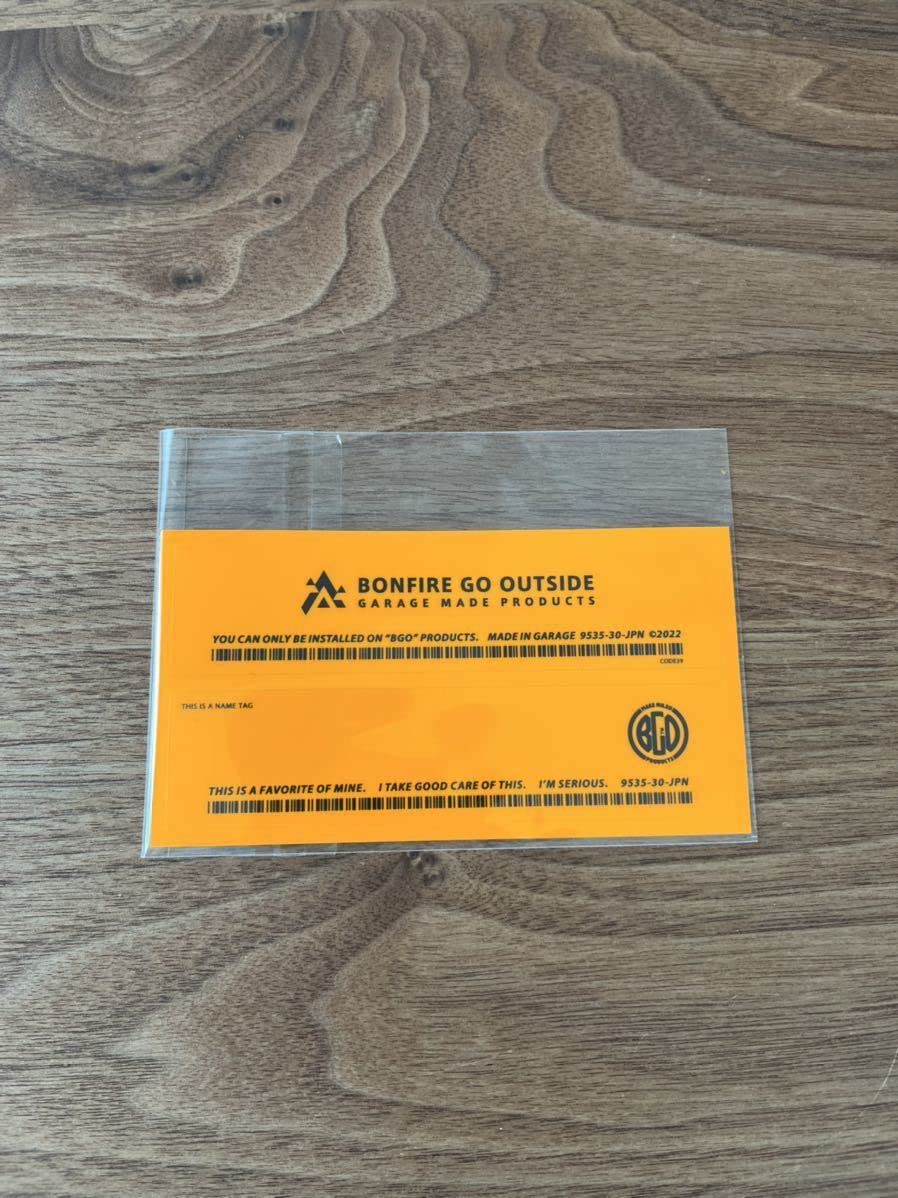 BONFIRE GO OUTSIDE
GARAGE MADE PRODUCTS
YOU CAN ONLY BE INSTALLED ON "BGO" PRODUCTS. MADE IN GARAGE 9535-30-JPN ©2022
CODE39
THIS IS A NAME TAG
BGO
PRODUCTS
THIS IS A FAVORITE OF MINE. I TAKE GOOD CARE OF THIS. I'M SERIOUS. 9535-30-JPN